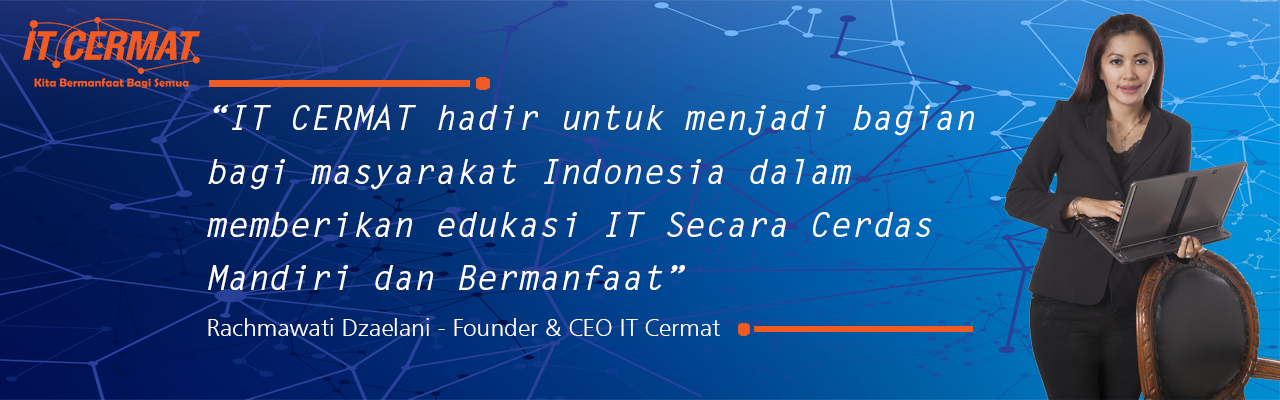 IT CERMAT
Kita Bermanfaat Bagi Semua
“IT CERMAT hadir untuk menjadi bagian
bagi masyarakat Indonesia dalam
memberikan edukasi IT Secara Cerdas
Mandiri dan Bermanfaat”
Rachmawati Dzaelani - Founder & CEO IT Cermat